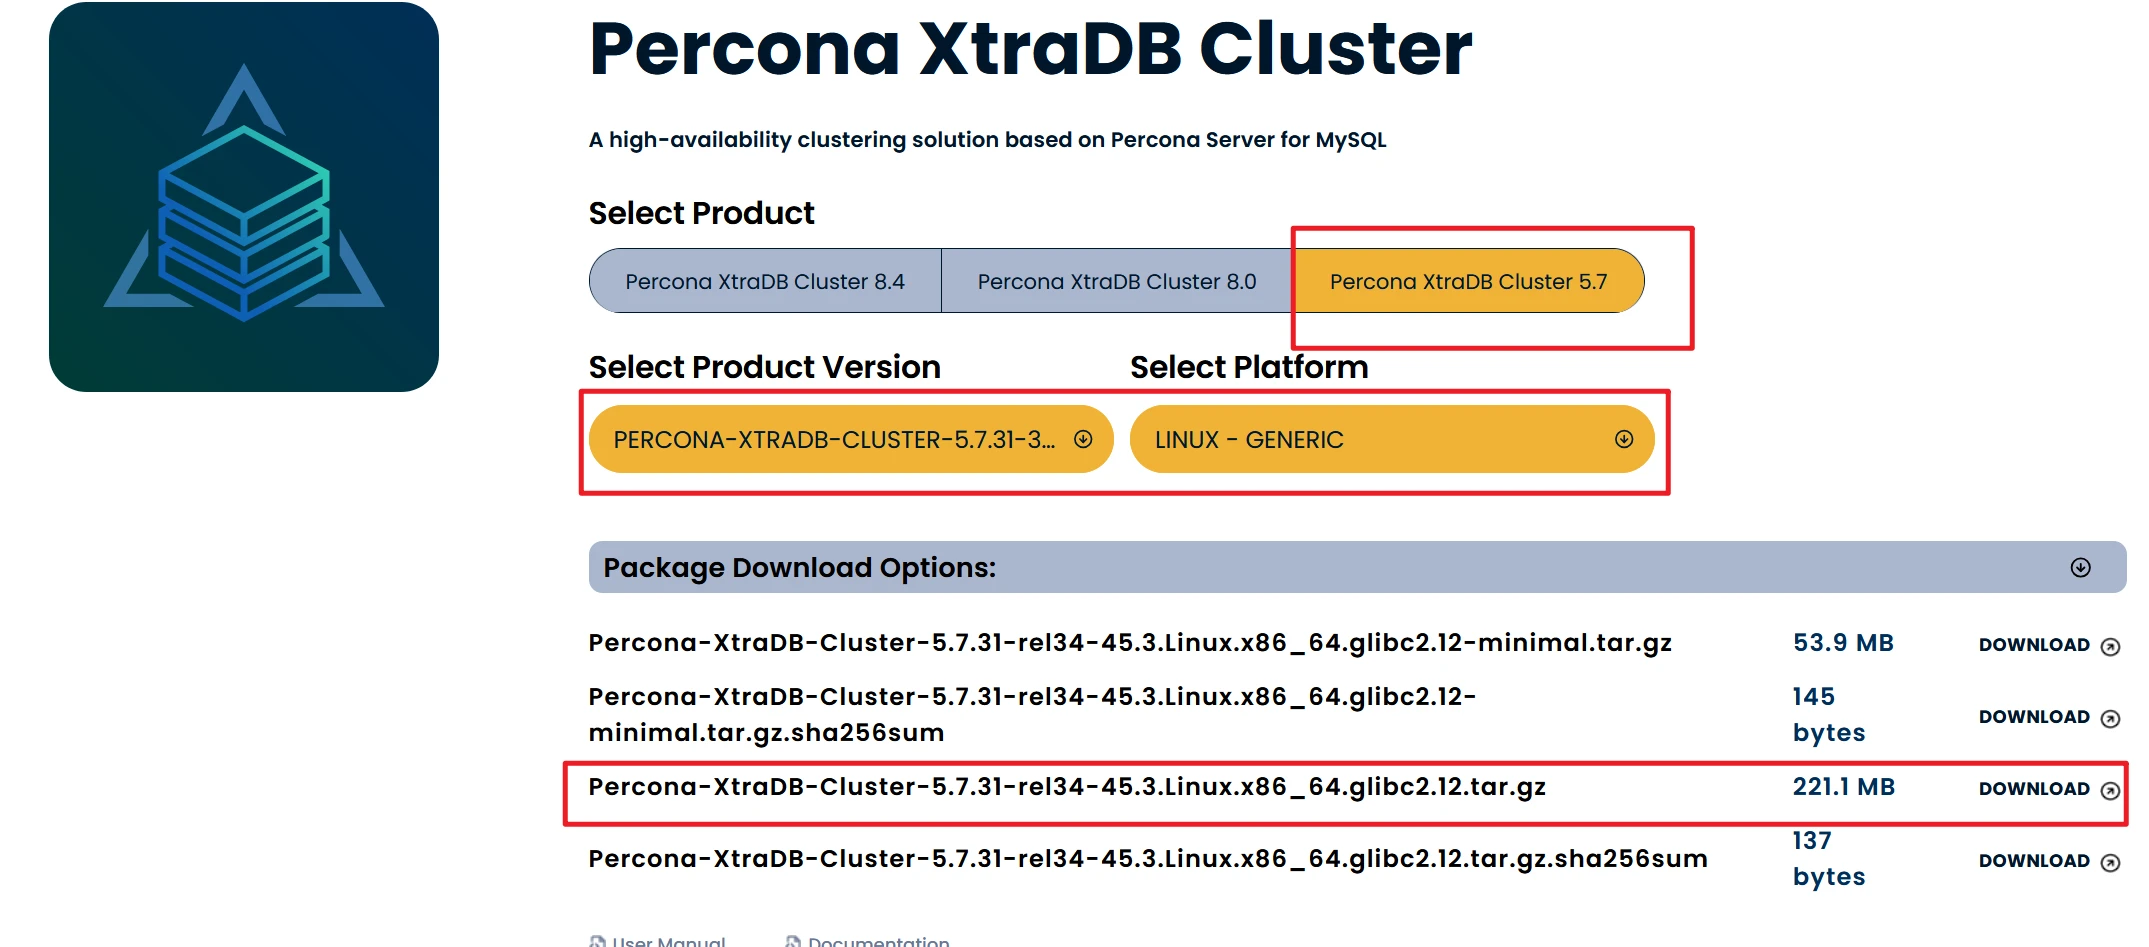 Percona XtraDB Cluster
A high-availability clustering solution based on Percona Server for MySQL
Select Product
Percona XtraDB Cluster 8.4
Percona XtraDB Cluster 8.0
Percona XtraDB Cluster 5.7
Select Product Version
Select Platform
PERCONA-XTRADB-CLUSTER-5.7.31-3...
LINUX - GENERIC
Package Download Options:
Percona-XtraDB-Cluster-5.7.31-rel34-45.3.Linux.x86_64.glibc2.12-minimal.tar.gz
53.9 MB
DOWNLOAD
Percona-XtraDB-Cluster-5.7.31-rel34-45.3.Linux.x86_64.glibc2.12-
minimal.tar.gz.sha256sum
145
bytes
DOWNLOAD
Percona-XtraDB-Cluster-5.7.31-rel34-45.3.Linux.x86_64.glibc2.12.tar.gz
221.1 MB
DOWNLOAD
Percona-XtraDB-Cluster-5.7.31-rel34-45.3.Linux.x86_64.glibc2.12.tar.gz.sha256sum
137
bytes
DOWNLOAD
User Manual
Documentation